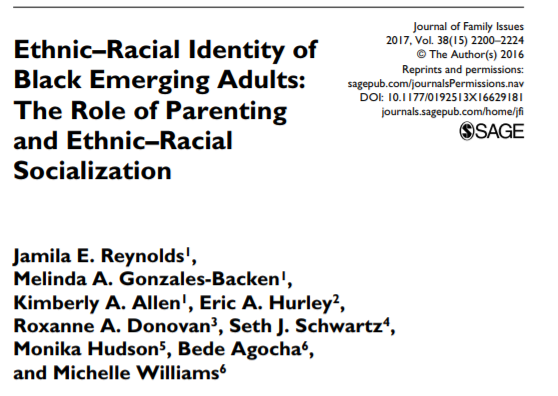 Journal of Family Issues
2017, Vol. 38(15) 2200–2224
© The Author(s) 2016
Reprints and permissions:
sagepub.com/journalsPermissions.nav
DOI: 10.1177/0192513X16629181
journals.sagepub.com/home/jfi
SAGE
Ethnic–Racial Identity of
Black Emerging Adults:
The Role of Parenting
and Ethnic–Racial
Socialization
Jamila E. Reynolds¹,
Melinda A. Gonzales-Backen¹,
Kimberly A. Allen¹, Eric A. Hurley²,
Roxanne A. Donovan³, Seth J. Schwartz⁴,
Monika Hudson⁵, Bede Agocha⁶,
and Michelle Williams⁶